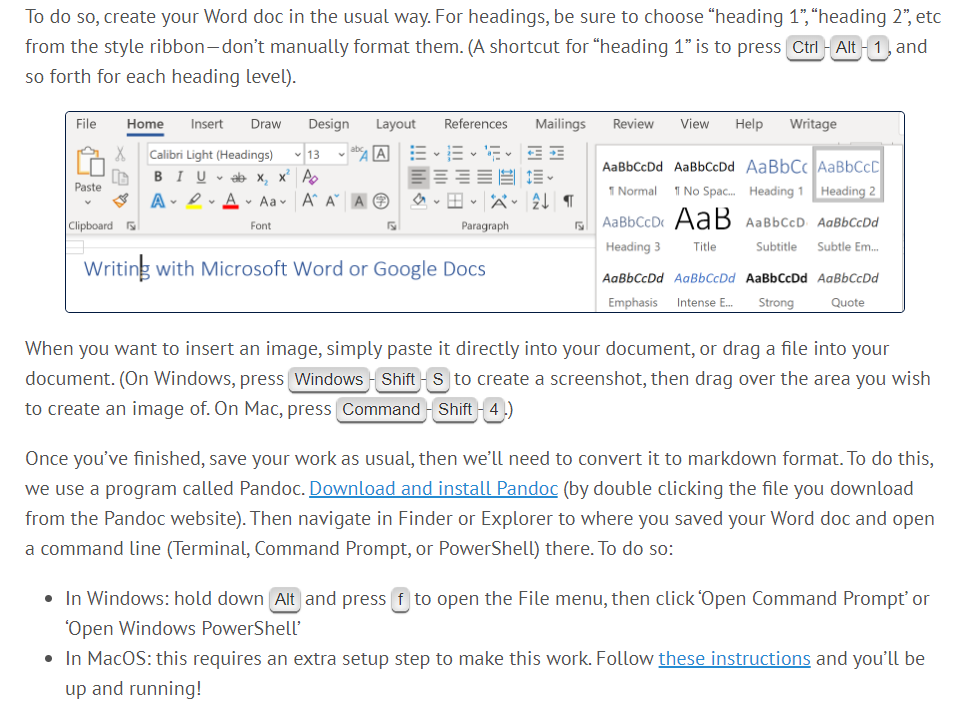 To do so, create your Word doc in the usual way. For headings, be sure to choose “heading 1”, “heading 2”, etc
from the style ribbon—don’t manually format them. (A shortcut for “heading 1” is to press Ctrl-Alt-1, and
so forth for each heading level).
File Home Insert Draw Design Layout References Mailings Review View Help Writage
Calibri Light (Headings) 13
Paste
B I U ab x₂ x²
Aa
Clipboard Font Paragraph
AaBbCcDd AaBbCcDd AaBbCc AaBbCcD
¶ Normal ¶ No Spac... Heading 1 Heading 2
AaBbCcDc AaB AaBbCcD AaBbCcDd
Heading 3 Title Subtitle Subtle Em...
AaBbCcDd AaBbCcDd AaBbCcDd AaBbCcDd
Emphasis Intense E... Strong Quote
Writing with Microsoft Word or Google Docs
When you want to insert an image, simply paste it directly into your document, or drag a file into your
document. (On Windows, press Windows-Shift-S to create a screenshot, then drag over the area you wish
to create an image of. On Mac, press Command-Shift-4.)
Once you’ve finished, save your work as usual, then we’ll need to convert it to markdown format. To do this,
we use a program called Pandoc. Download and install Pandoc (by double clicking the file you download
from the Pandoc website). Then navigate in Finder or Explorer to where you saved your Word doc and open
a command line (Terminal, Command Prompt, or PowerShell) there. To do so:
• In Windows: hold down Alt and press f to open the File menu, then click ‘Open Command Prompt’ or
‘Open Windows PowerShell’
• In MacOS: this requires an extra setup step to make this work. Follow these instructions and you’ll be
up and running!